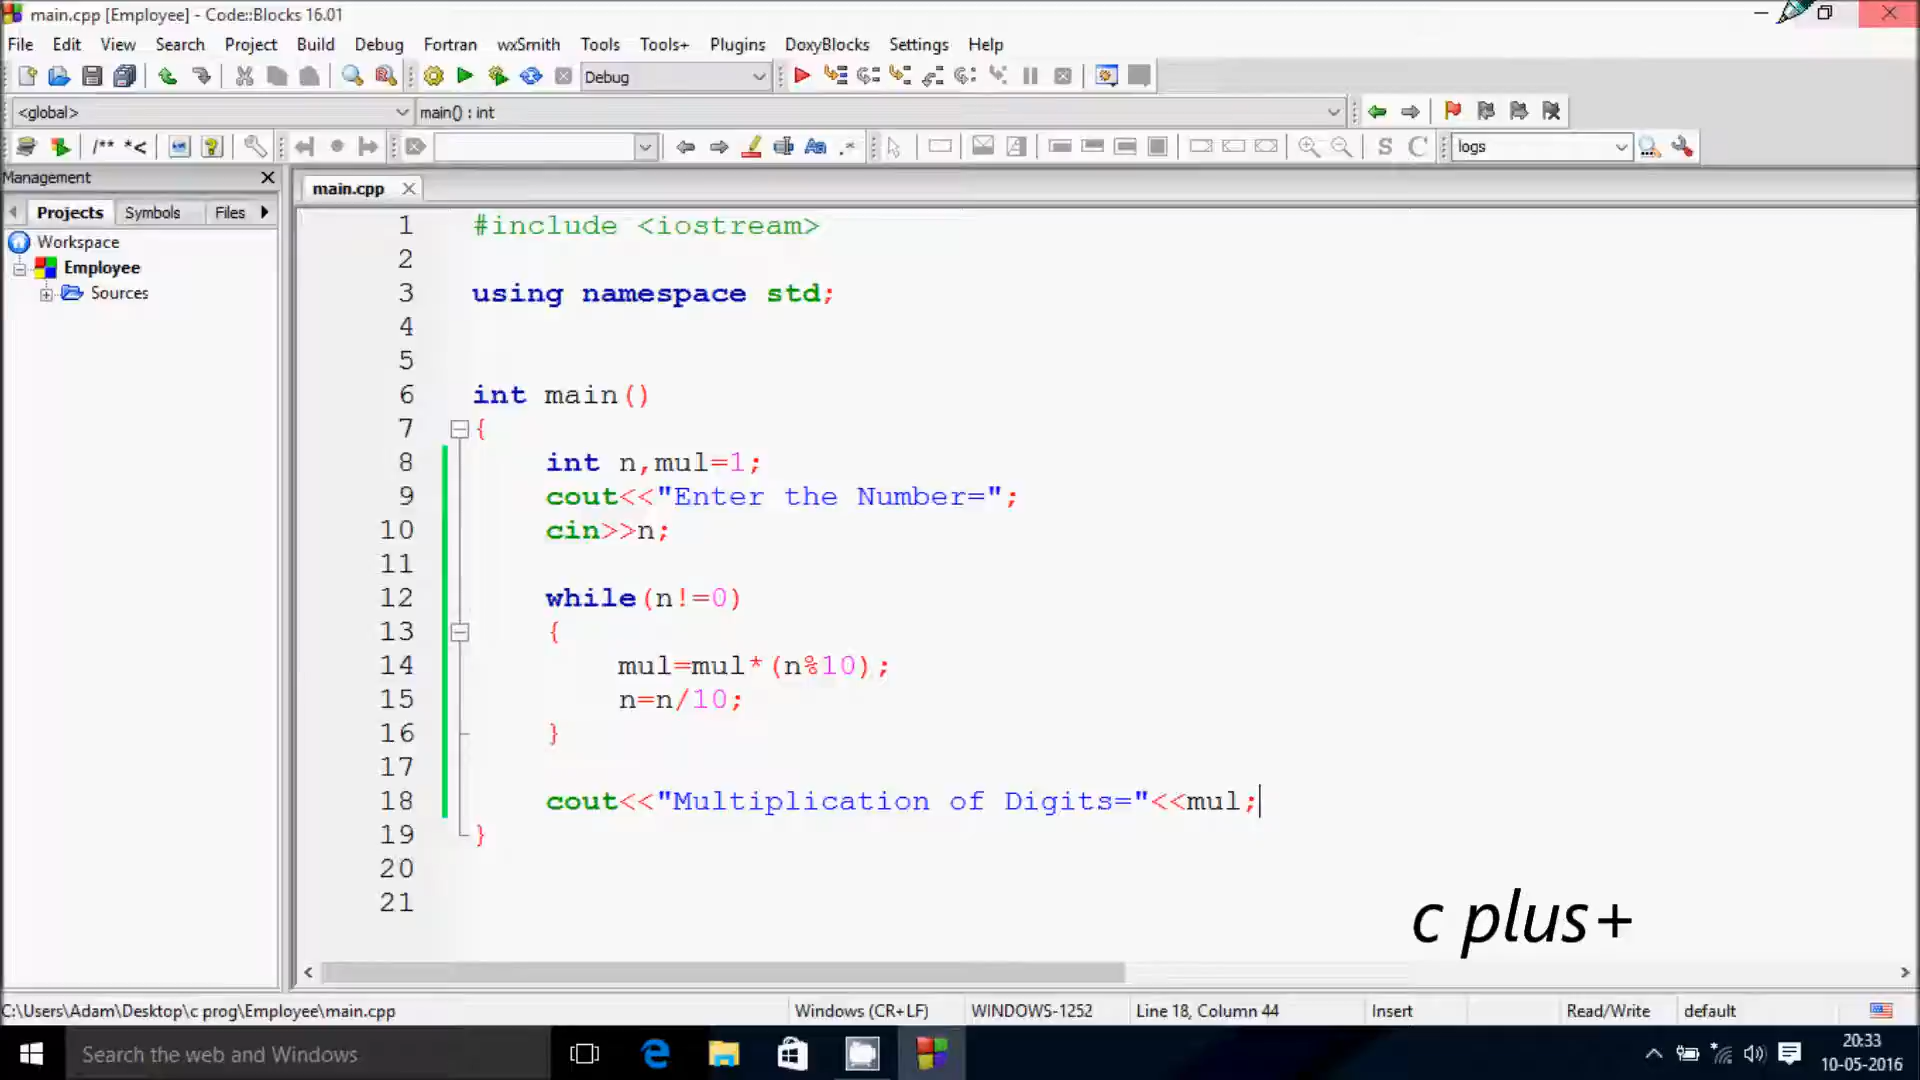 main.cpp [Employee] - Code::Blocks 16.01
File Edit View Search Project Build Debug Fortran wxSmith Tools Tools+ Plugins DoxyBlocks Settings Help
Debug
<global> main() : int
/** *< Aa .* S C logs
Management
main.cpp
Projects Symbols Files
Workspace
Employee
Sources
1 #include <iostream>
2
3 using namespace std;
4
5
6 int main()
7 {
8 int n,mul=1;
9 cout<<"Enter the Number=";
10 cin>>n;
11
12 while(n!=0)
13 {
14 mul=mul*(n%10);
15 n=n/10;
16 }
17
18 cout<<"Multiplication of Digits="<<mul;
19 }
20
21
c plus+
C:\Users\Adam\Desktop\c prog\Employee\main.cpp Windows (CR+LF) WINDOWS-1252 Line 18, Column 44 Insert Read/Write default
Search the web and Windows
20:33
10-05-2016